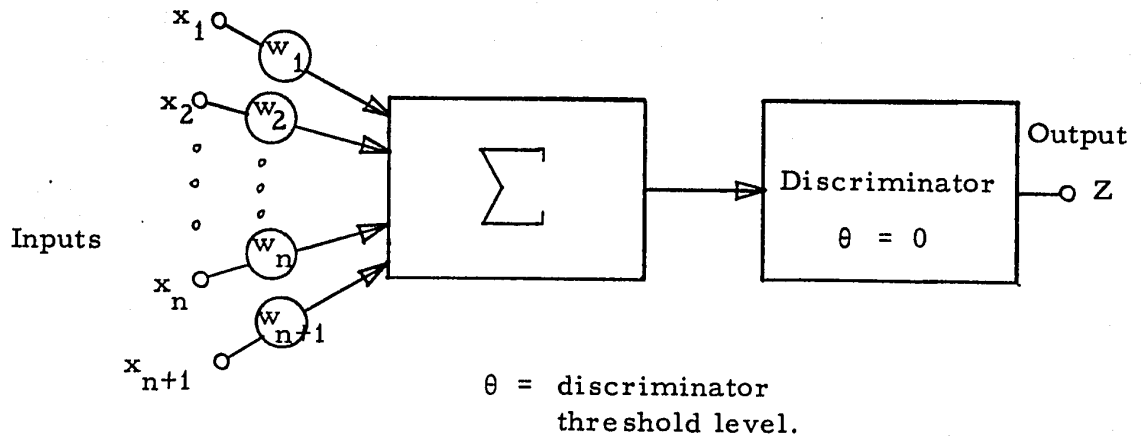 x1 w1
x2 w2
Inputs
xn wn
xn+1 wn+1
Σ
Discriminator
θ = 0
Output
Z
θ = discriminator
threshold level.